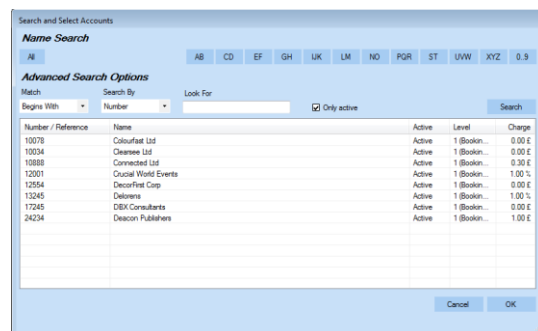 Search and Select Accounts
Name Search
All AB CD EF GH IJK LM NO PQR ST UVW XYZ 0..9
Advanced Search Options
Match Search By Look For
Begins With Number Only active Search
Number / Reference Name Active Level Charge
10078 Colourfast Ltd Active 1 (Bookin... 0.00 £
10034 Clearsee Ltd Active 1 (Bookin... 0.00 £
10888 Connected Ltd Active 1 (Bookin... 0.30 £
12001 Crucial World Events Active 1 (Bookin... 1.00 %
12554 DecorFirst Corp Active 1 (Bookin... 0.00 £
13245 Delorens Active 1 (Bookin... 1.00 %
17245 DBX Consultants Active 1 (Bookin... 0.00 £
24234 Deacon Publishers Active 1 (Bookin... 1.00 £
Cancel OK